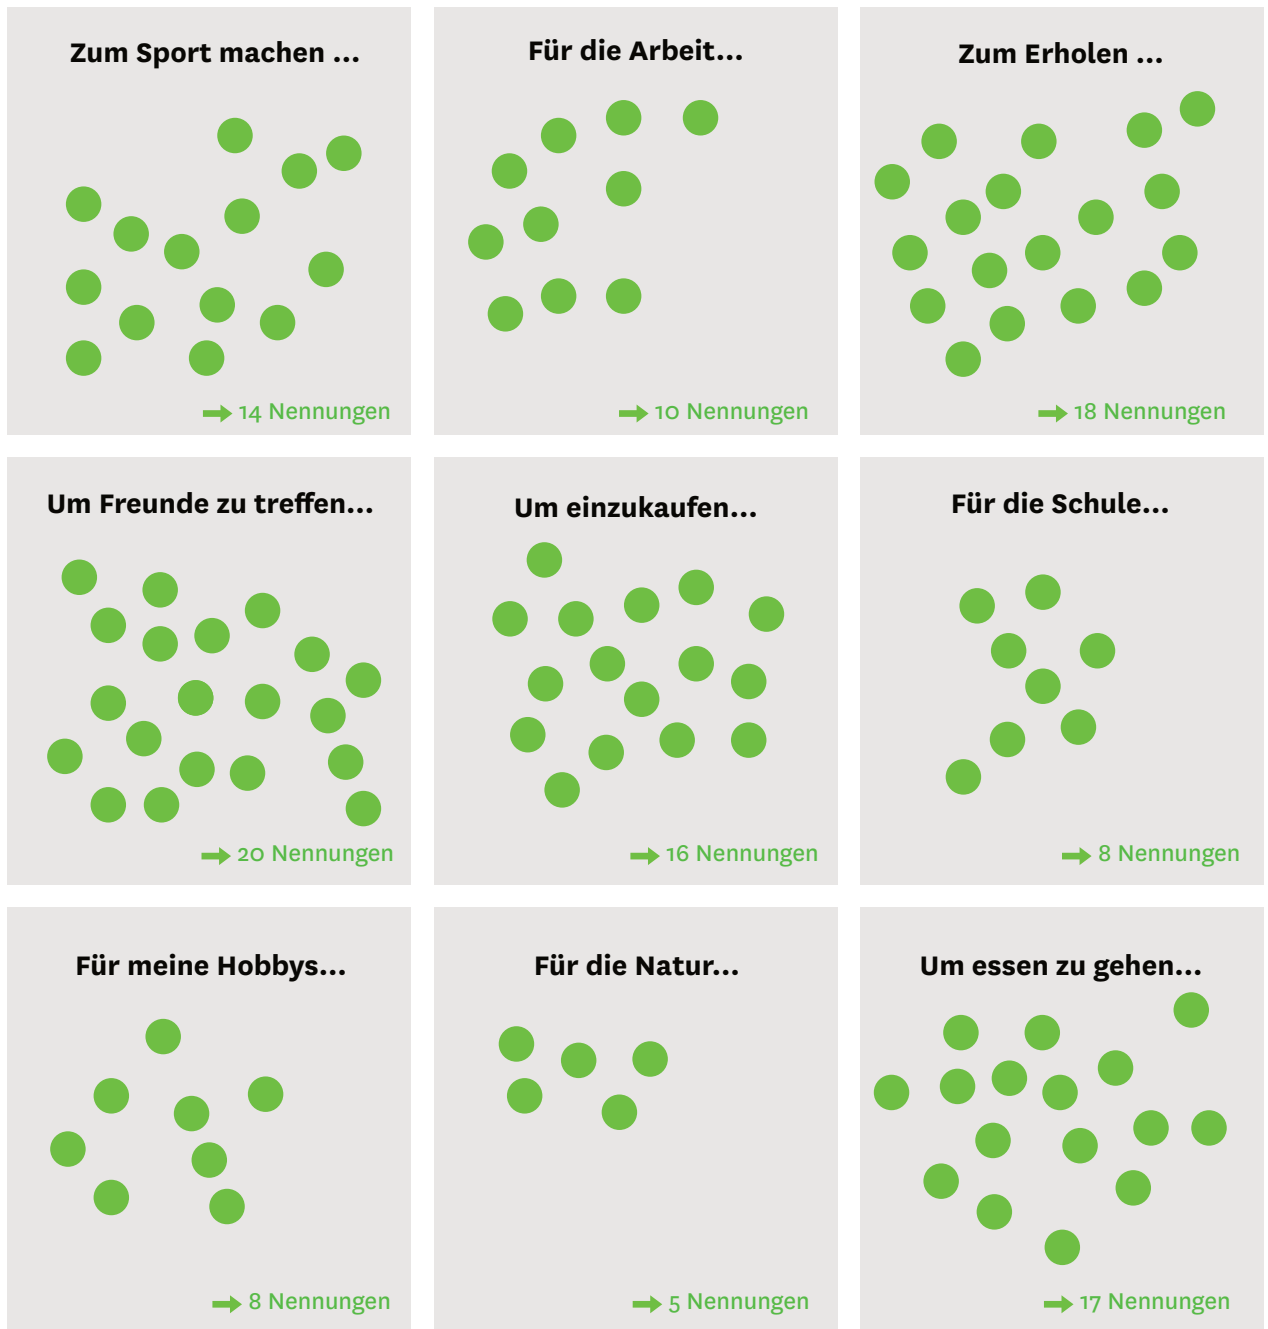 Zum Sport machen ...
Für die Arbeit...
Zum Erholen ...
14 Nennungen
10 Nennungen
18 Nennungen
Um Freunde zu treffen...
Um einzukaufen...
Für die Schule...
20 Nennungen
16 Nennungen
8 Nennungen
Für meine Hobbys...
Für die Natur...
Um essen zu gehen...
8 Nennungen
5 Nennungen
17 Nennungen